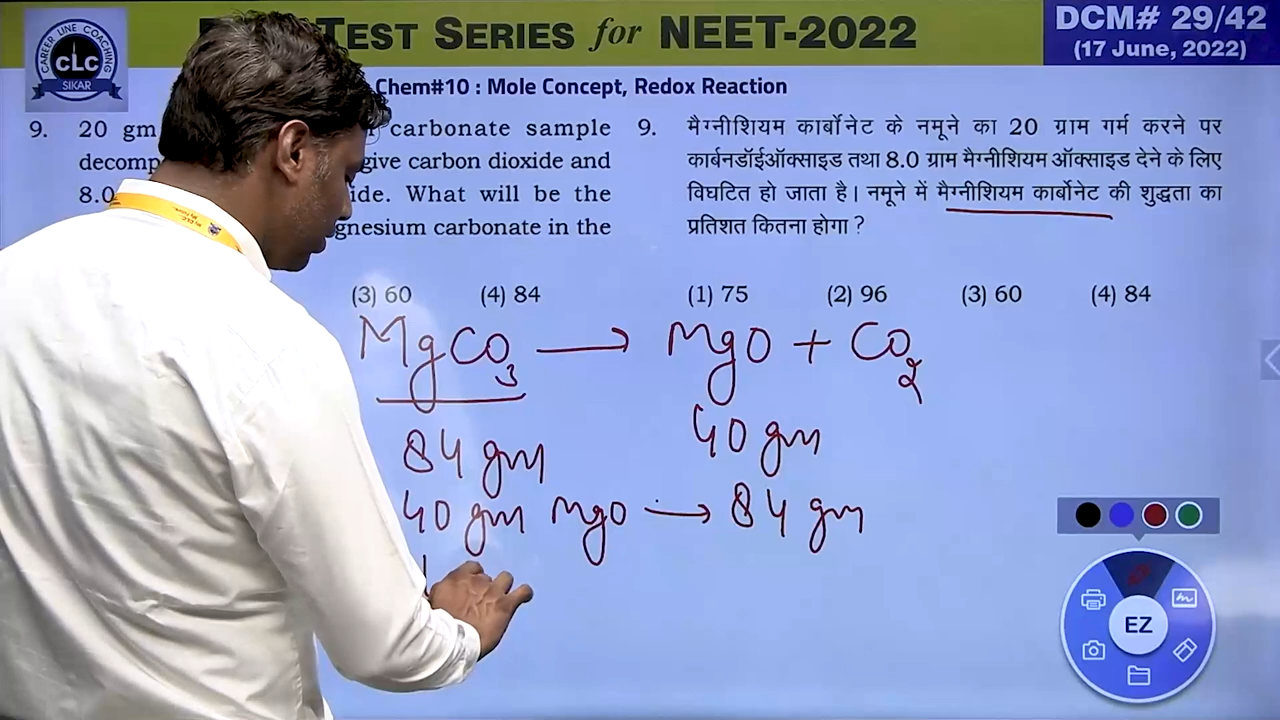 TEST SERIES for NEET-2022
DCM# 29/42
(17 June, 2022)
CAREER LINE COACHING
CLC
SIKAR
Chem#10 : Mole Concept, Redox Reaction
9. 20 gm carbonate sample
give carbon dioxide and
8.0 What will be the
carbonate in the
(3) 60 (4) 84
9. मैग्नीशियम कार्बोनेट के नमूने का 20 ग्राम गर्म करने पर
कार्बनडॉईऑक्साइड तथा 8.0 ग्राम मैग्नीशियम ऑक्साइड देने के लिए
विघटित हो जाता है। नमूने में मैग्नीशियम कार्बोनेट की शुद्धता का
प्रतिशत कितना होगा ?
(1) 75 (2) 96 (3) 60 (4) 84
MgCO3 → MgO + CO2
84 gm 40 gm
40 gm MgO → 84 gm
EZ